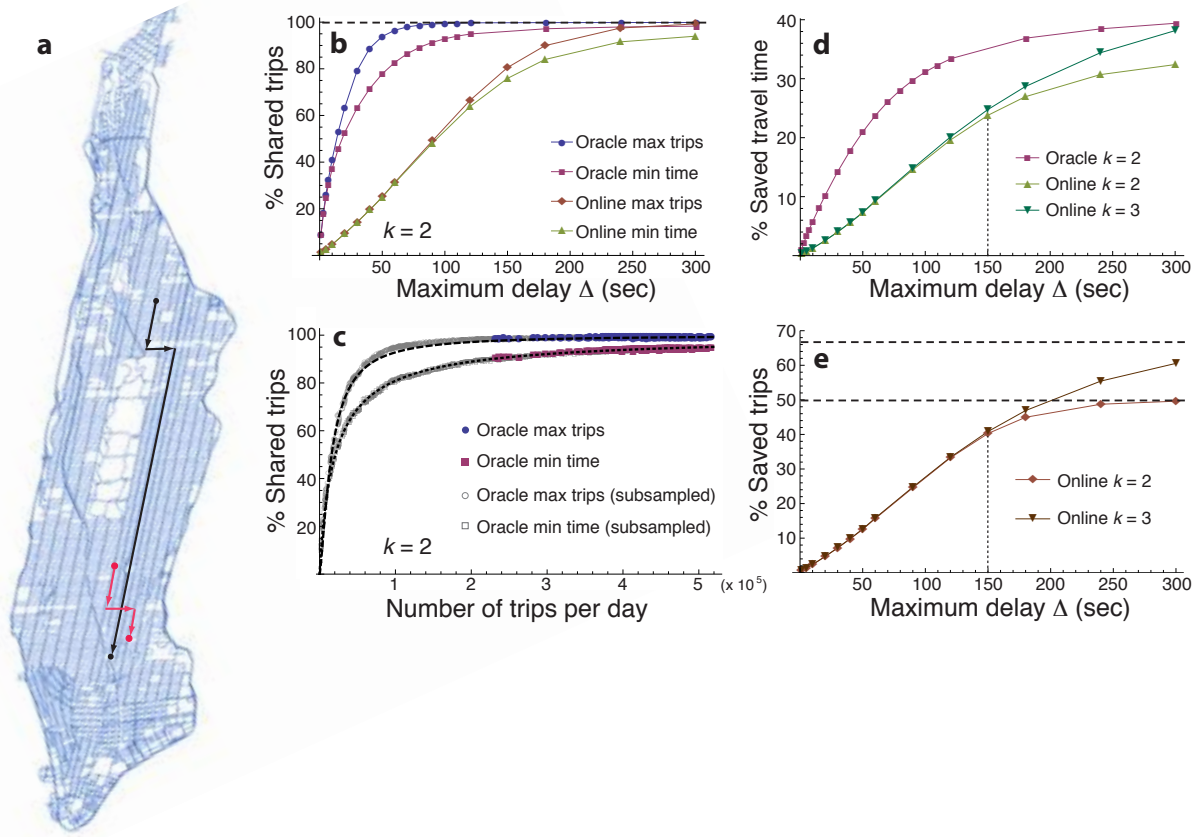 a
b
% Shared trips
100
80
60
40
20
Oracle max trips
Oracle min time
Online max trips
Online min time
k = 2
50 100 150 200 250 300
Maximum delay Δ (sec)
c
% Shared trips
100
80
60
40
20
Oracle max trips
Oracle min time
Oracle max trips (subsampled)
Oracle min time (subsampled)
k = 2
1 2 3 4 5 (x 10⁵)
Number of trips per day
d
% Saved travel time
40
30
20
10
0
Oracle k = 2
Online k = 2
Online k = 3
50 100 150 200 250 300
Maximum delay Δ (sec)
e
% Saved trips
70
60
50
40
30
20
10
0
Online k = 2
Online k = 3
50 100 150 200 250 300
Maximum delay Δ (sec)